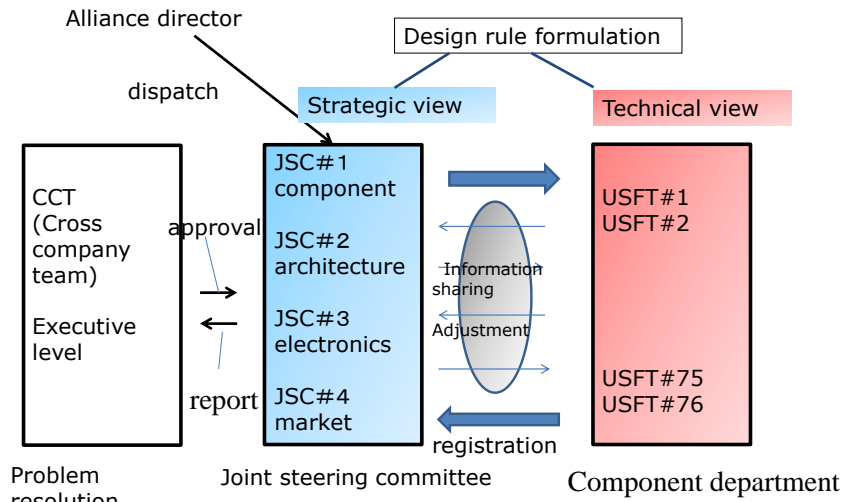 Alliance director
Design rule formulation
dispatch
Strategic view
Technical view
CCT
(Cross
company
team)
Executive
level
approval
report
JSC#1
component
JSC#2
architecture
JSC#3
electronics
JSC#4
market
Information
sharing
Adjustment
registration
USFT#1
USFT#2
USFT#75
USFT#76
Problem
resolution
Joint steering committee
Component department